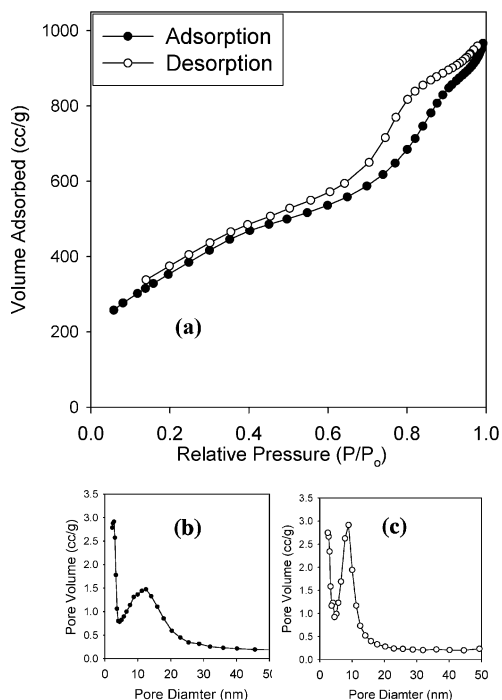 Adsorption
Desorption
1000
800
600
400
200
0
Volume Adsorbed (cc/g)
(a)
0.0 0.2 0.4 0.6 0.8 1.0
Relative Pressure (P/Po)
3.5
3.0
2.5
2.0
1.5
1.0
0.5
0.0
Pore Volume (cc/g)
(b)
0 10 20 30 40 50
Pore Diamter (nm)
3.5
3.0
2.5
2.0
1.5
1.0
0.5
0.0
Pore Volume (cc/g)
(c)
0 10 20 30 40 50
Pore Diamter (nm)